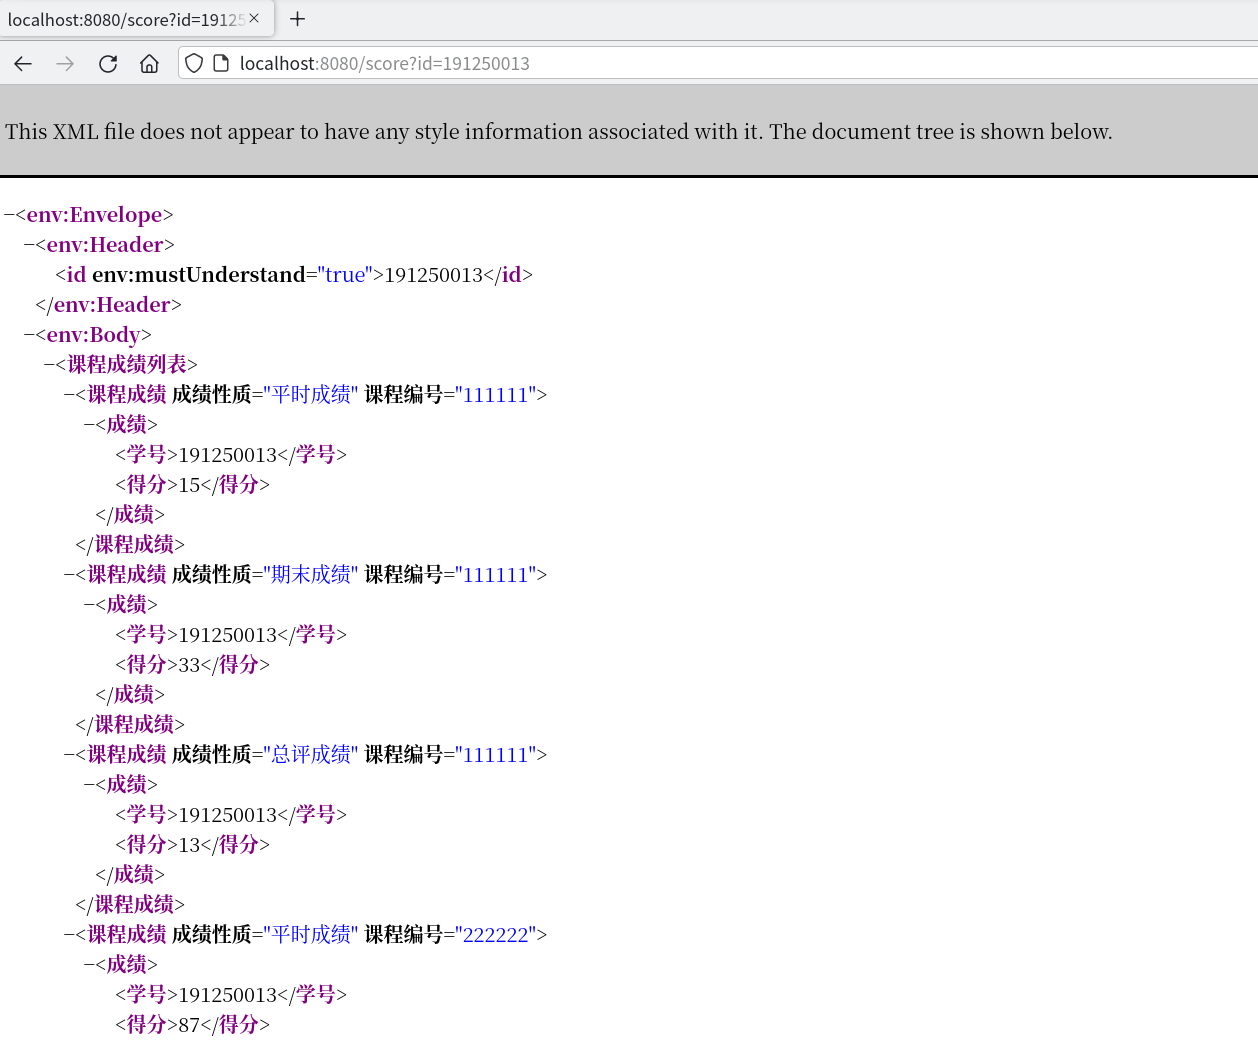 localhost:8080/score?id=19125
localhost:8080/score?id=191250013
This XML file does not appear to have any style information associated with it. The document tree is shown below.
−<env:Envelope>
−<env:Header>
<id env:mustUnderstand="true">191250013</id>
</env:Header>
−<env:Body>
−<课程成绩列表>
−<课程成绩 成绩性质="平时成绩" 课程编号="111111">
−<成绩>
<学号>191250013</学号>
<得分>15</得分>
</成绩>
</课程成绩>
−<课程成绩 成绩性质="期末成绩" 课程编号="111111">
−<成绩>
<学号>191250013</学号>
<得分>33</得分>
</成绩>
</课程成绩>
−<课程成绩 成绩性质="总评成绩" 课程编号="111111">
−<成绩>
<学号>191250013</学号>
<得分>13</得分>
</成绩>
</课程成绩>
−<课程成绩 成绩性质="平时成绩" 课程编号="222222">
−<成绩>
<学号>191250013</学号>
<得分>87</得分>